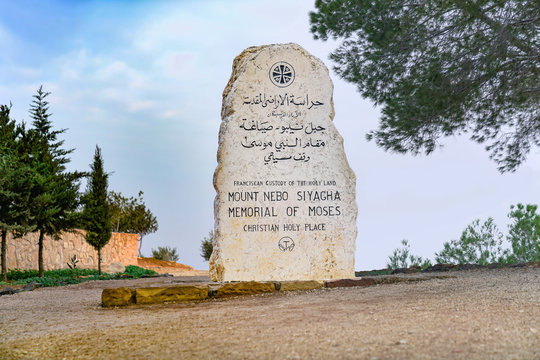 حراسة الاراضي المقدسة
جبل نيبو - صياغة
مقام النبي موسى
وقف مسيحي
FRANCISCAN CUSTODY OF THE HOLY LAND
MOUNT NEBO SIYAGHA
MEMORIAL OF MOSES
CHRISTIAN HOLY PLACE